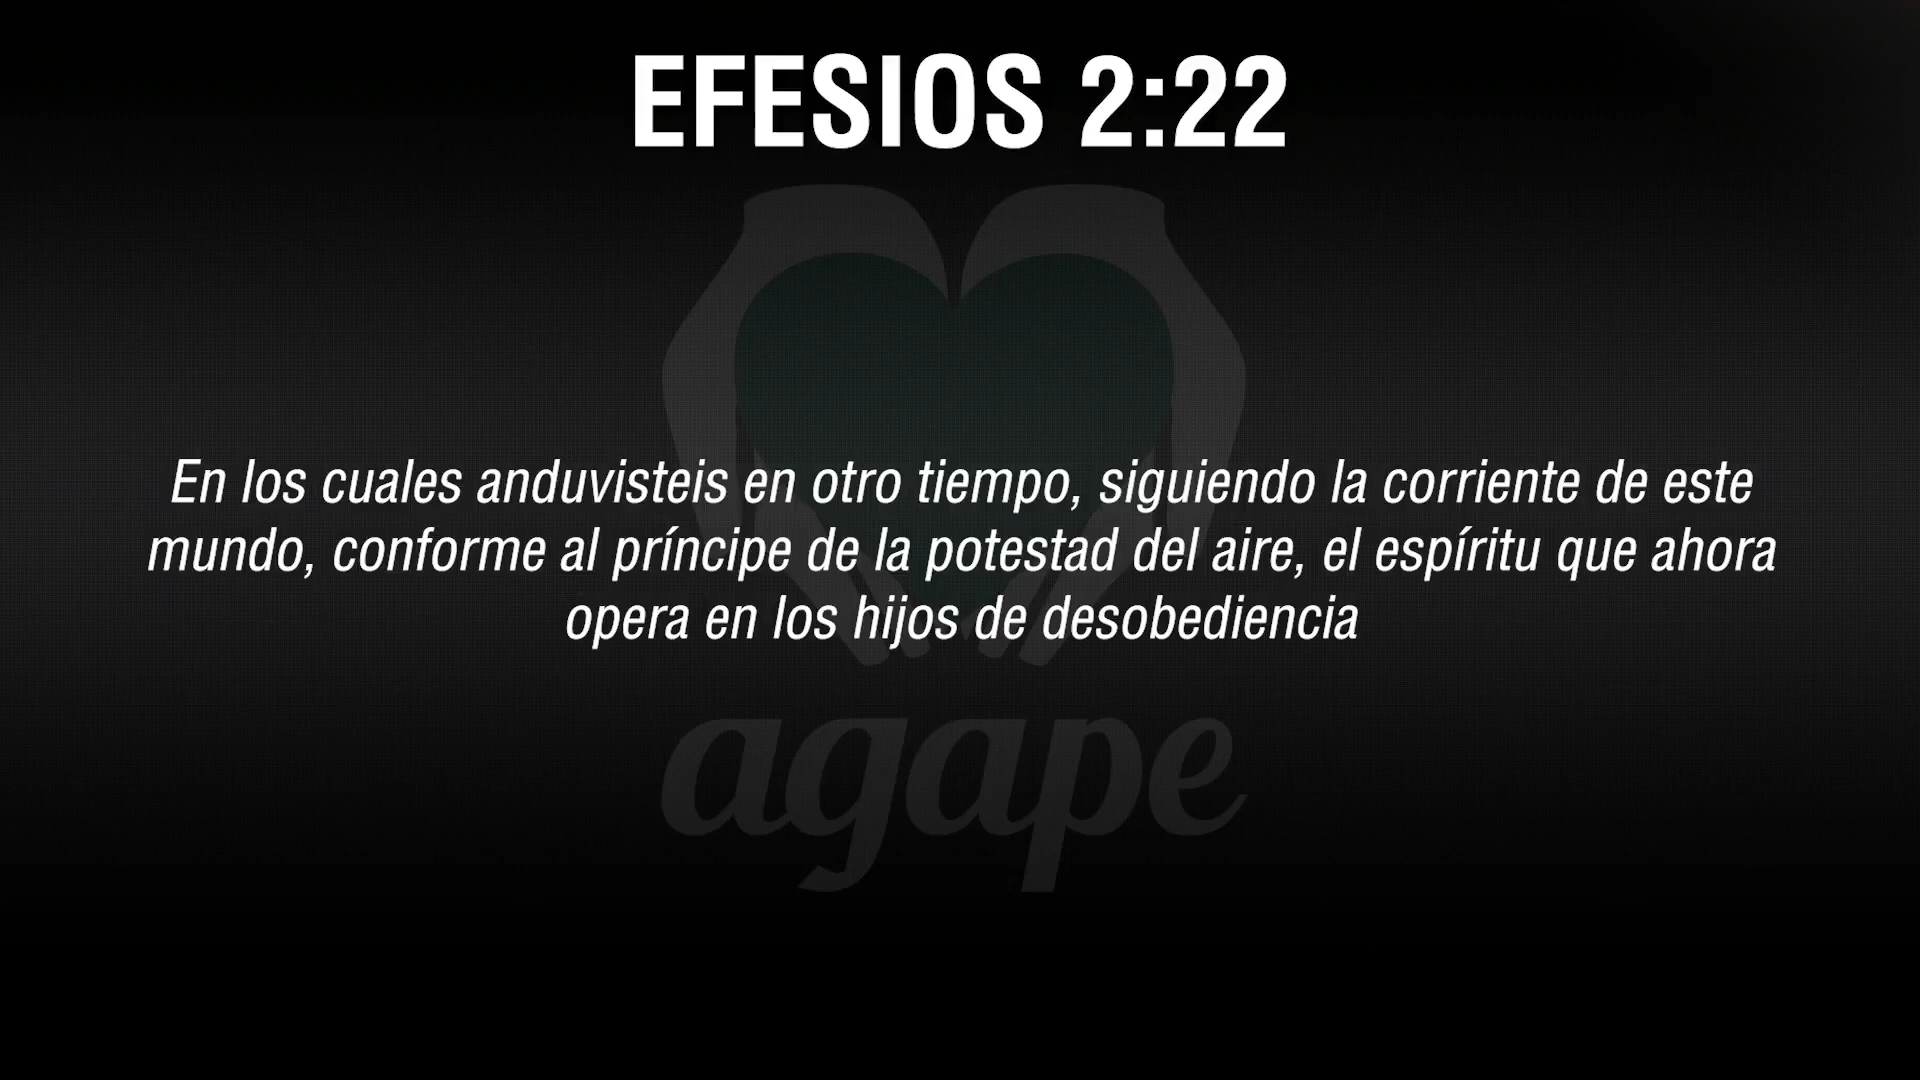 EFESIOS 2:22
En los cuales anduvisteis en otro tiempo, siguiendo la corriente de este
mundo, conforme al príncipe de la potestad del aire, el espíritu que ahora
opera en los hijos de desobediencia
agape